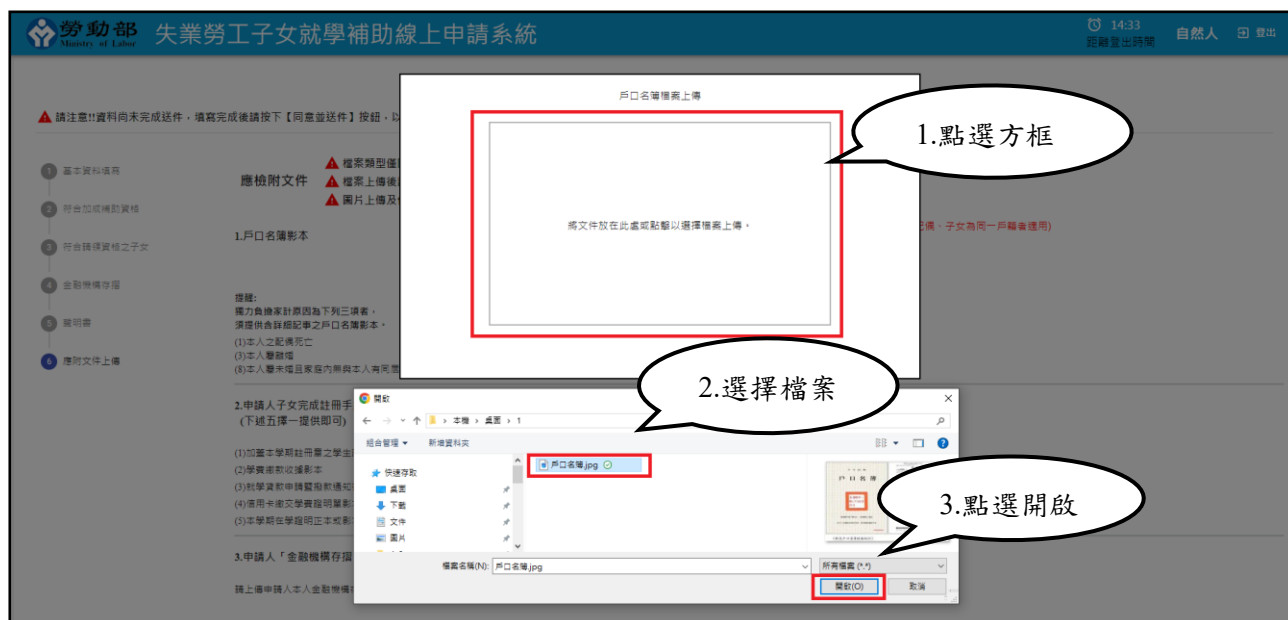 勞動部
Ministry of Labor
失業勞工子女就學補助線上申請系統
14:33
距離登出時間
自然人
登出
請注意!!資料尚未完成送件，填寫完成後請按下【同意並送件】按鈕，以
戶口名簿檔案上傳
將文件放在此處或點擊以選擇檔案上傳。
1.點選方框
1 基本資料填寫
2 符合加成補助資格
3 符合請領資格之子女
4 金融機構存摺
5 聲明書
6 應附文件上傳
應檢附文件
檔案類型僅
檔案上傳後
圖片上傳及
1.戶口名簿影本
子女為同一戶籍者適用)
提醒:
獨力負擔家計原因為下列三項者，
須提供含詳細記事之戶口名簿影本。
(1)本人之配偶死亡
(3)本人屬離婚
(8)本人屬未婚且家庭內無與本人有同居
2.申請人子女完成註冊手
(下述五擇一提供即可)
(1)加蓋本學期註冊章之學生
(2)學費繳款收據影本
(3)就學貸款申請暨撥款通知
(4)信用卡繳交學費證明單影
(5)本學期在學證明正本或影
3.申請人「金融機構存摺
請上傳申請人本人金融機構存
2.選擇檔案
開啟
本機 › 桌面 › 1
組合管理
新增資料夾
快速存取
桌面
下載
文件
圖片
戶口名簿.jpg
戶口名簿
3.點選開啟
檔案名稱(N):
戶口名簿.jpg
所有檔案 (*.*)
開啟(O)
取消